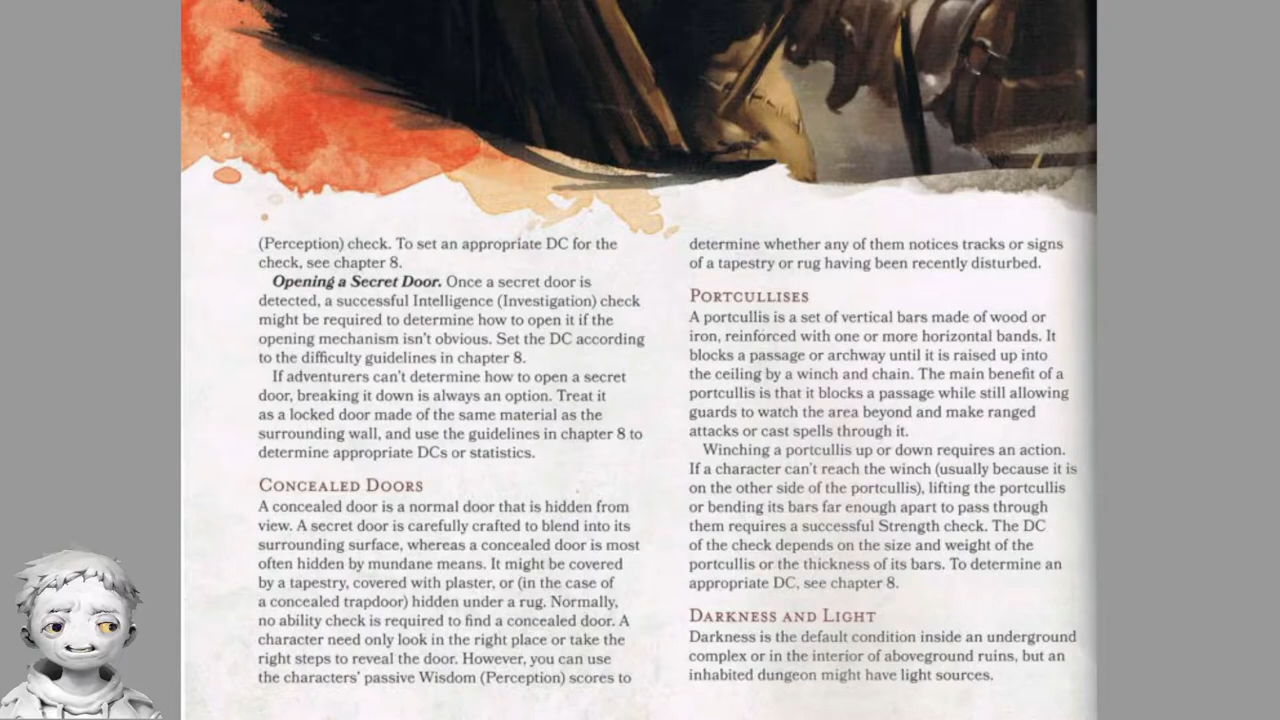 (Perception) check. To set an appropriate DC for the
check, see chapter 8.
Opening a Secret Door. Once a secret door is
detected, a successful Intelligence (Investigation) check
might be required to determine how to open it if the
opening mechanism isn't obvious. Set the DC according
to the difficulty guidelines in chapter 8.
If adventurers can't determine how to open a secret
door, breaking it down is always an option. Treat it
as a locked door made of the same material as the
surrounding wall, and use the guidelines in chapter 8 to
determine appropriate DCs or statistics.
CONCEALED DOORS
A concealed door is a normal door that is hidden from
view. A secret door is carefully crafted to blend into its
surrounding surface, whereas a concealed door is most
often hidden by mundane means. It might be covered
by a tapestry, covered with plaster, or (in the case of
a concealed trapdoor) hidden under a rug. Normally,
no ability check is required to find a concealed door. A
character need only look in the right place or take the
right steps to reveal the door. However, you can use
the characters' passive Wisdom (Perception) scores to
determine whether any of them notices tracks or signs
of a tapestry or rug having been recently disturbed.
PORTCULLISES
A portcullis is a set of vertical bars made of wood or
iron, reinforced with one or more horizontal bands. It
blocks a passage or archway until it is raised up into
the ceiling by a winch and chain. The main benefit of a
portcullis is that it blocks a passage while still allowing
guards to watch the area beyond and make ranged
attacks or cast spells through it.
Winching a portcullis up or down requires an action.
If a character can't reach the winch (usually because it is
on the other side of the portcullis), lifting the portcullis
or bending its bars far enough apart to pass through
them requires a successful Strength check. The DC
of the check depends on the size and weight of the
portcullis or the thickness of its bars. To determine an
appropriate DC, see chapter 8.
DARKNESS AND LIGHT
Darkness is the default condition inside an underground
complex or in the interior of aboveground ruins, but an
inhabited dungeon might have light sources.